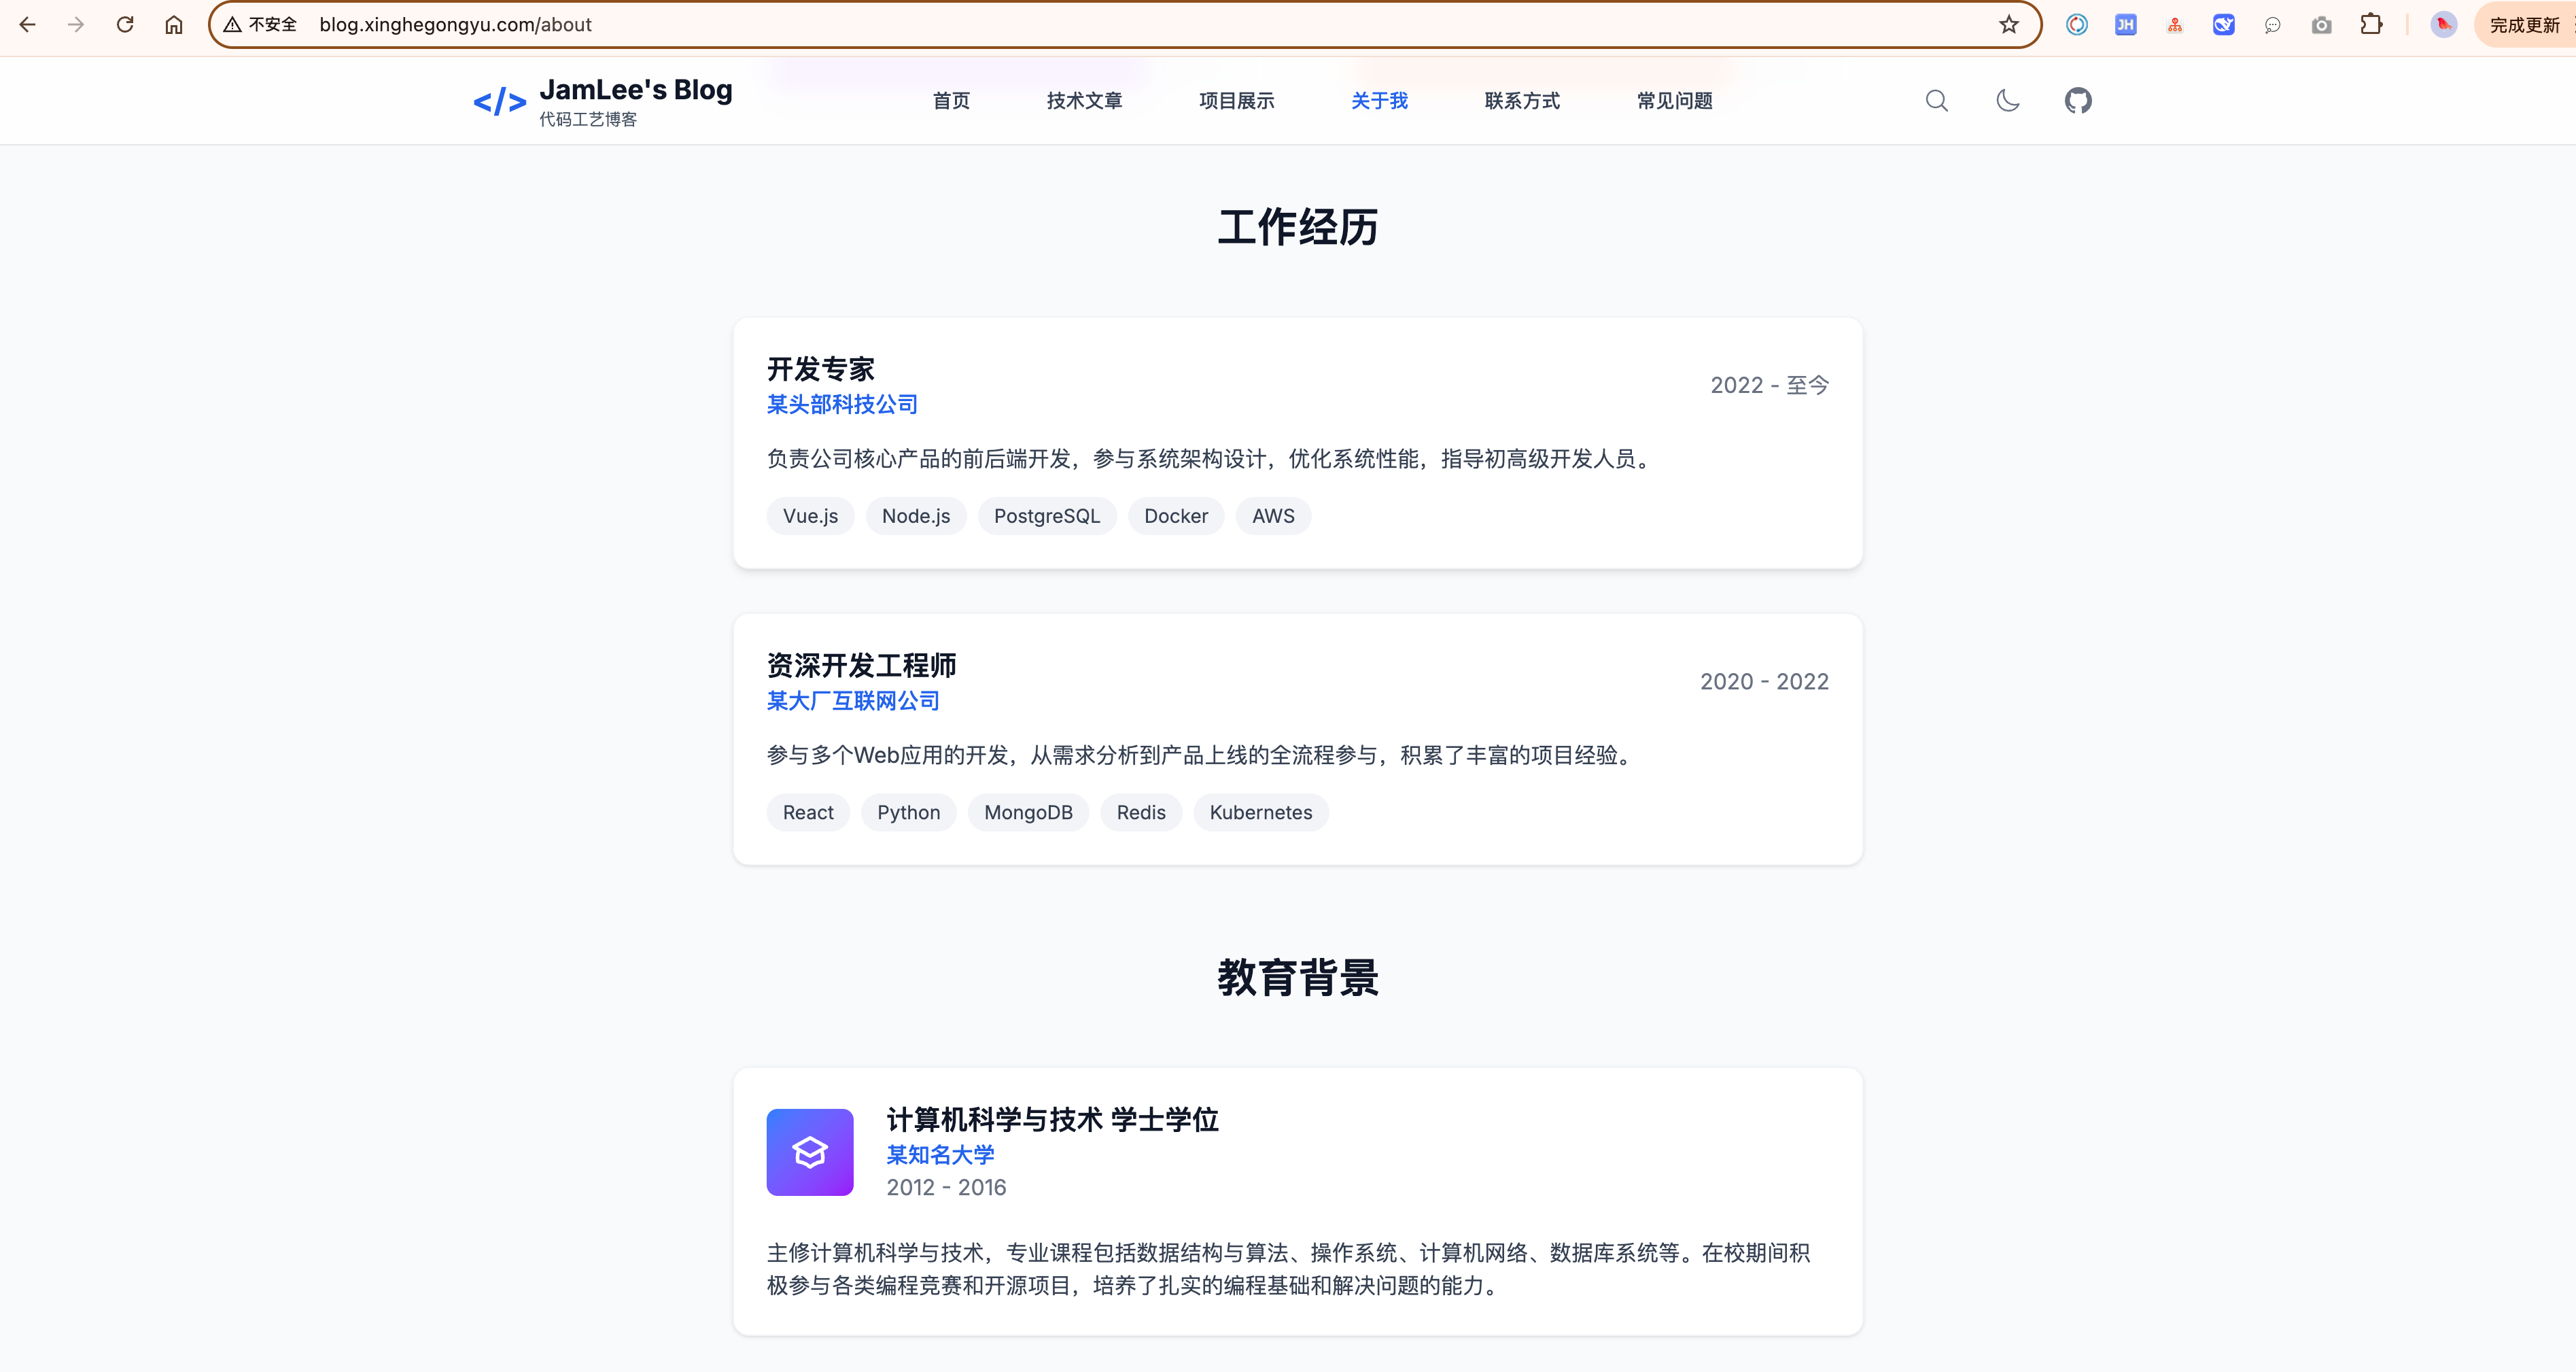 不安全 blog.xinghegongyu.com/about
完成更新
JamLee's Blog
代码工艺博客
首页 技术文章 项目展示 关于我 联系方式 常见问题
工作经历
开发专家
某头部科技公司
2022 - 至今
负责公司核心产品的前后端开发，参与系统架构设计，优化系统性能，指导初高级开发人员。
Vue.js Node.js PostgreSQL Docker AWS
资深开发工程师
某大厂互联网公司
2020 - 2022
参与多个Web应用的开发，从需求分析到产品上线的全流程参与，积累了丰富的项目经验。
React Python MongoDB Redis Kubernetes
教育背景
计算机科学与技术 学士学位
某知名大学
2012 - 2016
主修计算机科学与技术，专业课程包括数据结构与算法、操作系统、计算机网络、数据库系统等。在校期间积
极参与各类编程竞赛和开源项目，培养了扎实的编程基础和解决问题的能力。